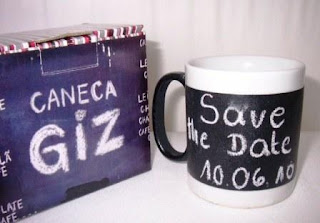 CANECA
GIZ
Save
the Date
10.06.10